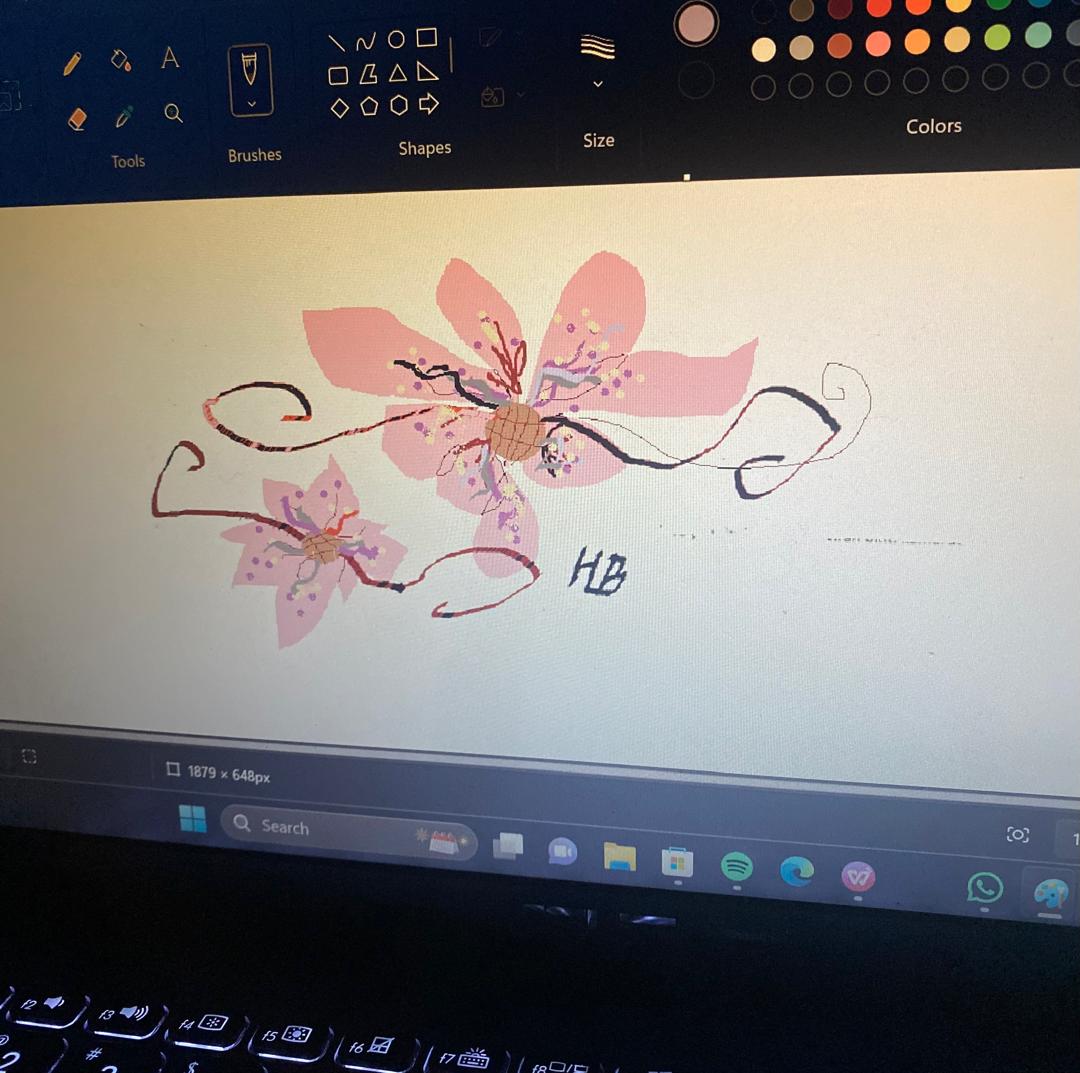 A
Tools
Brushes
Shapes
Size
Colors
HB
1879 × 648px
Search
f2
f3
f4
f5
f6
f7
f8
2
#
$